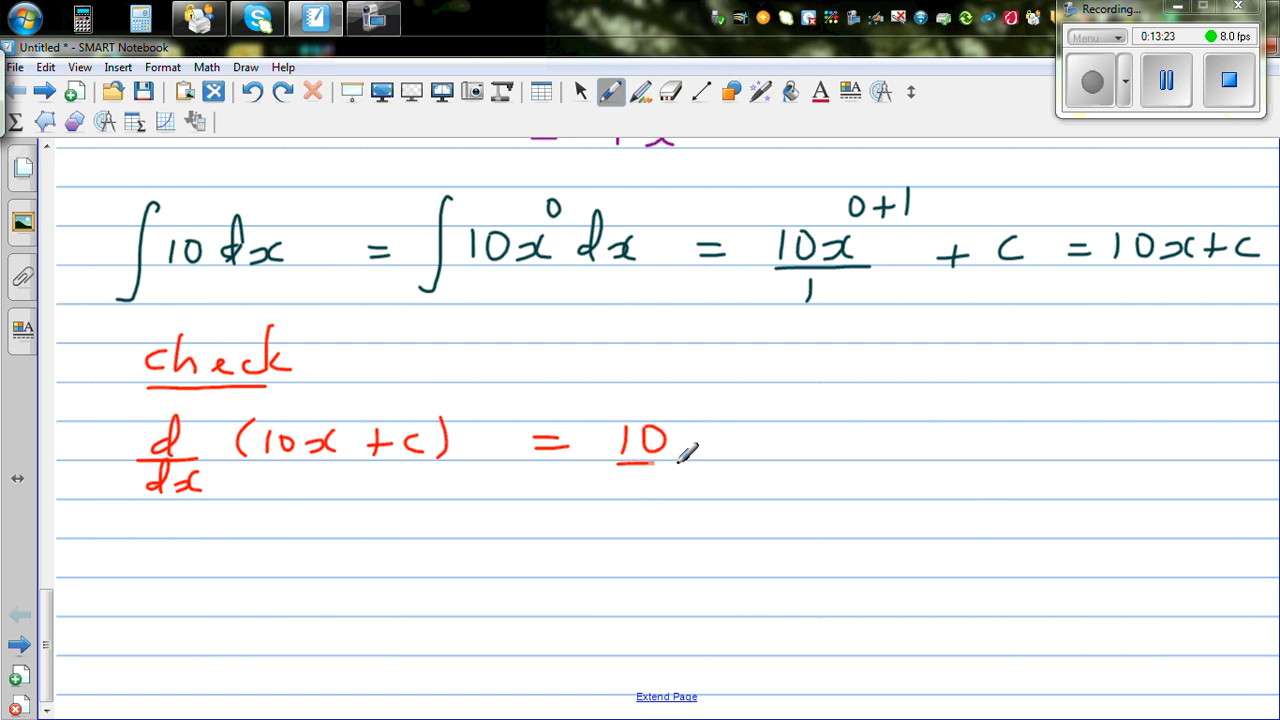 Recording...
Menu
0:13:23
8.0 fps
Untitled * - SMART Notebook
File Edit View Insert Format Math Draw Help
∫ 10 dx = ∫ 10x⁰ dx = 10x⁰⁺¹/1 + c = 10x+c
check
d/dx (10x + c) = 10
Extend Page